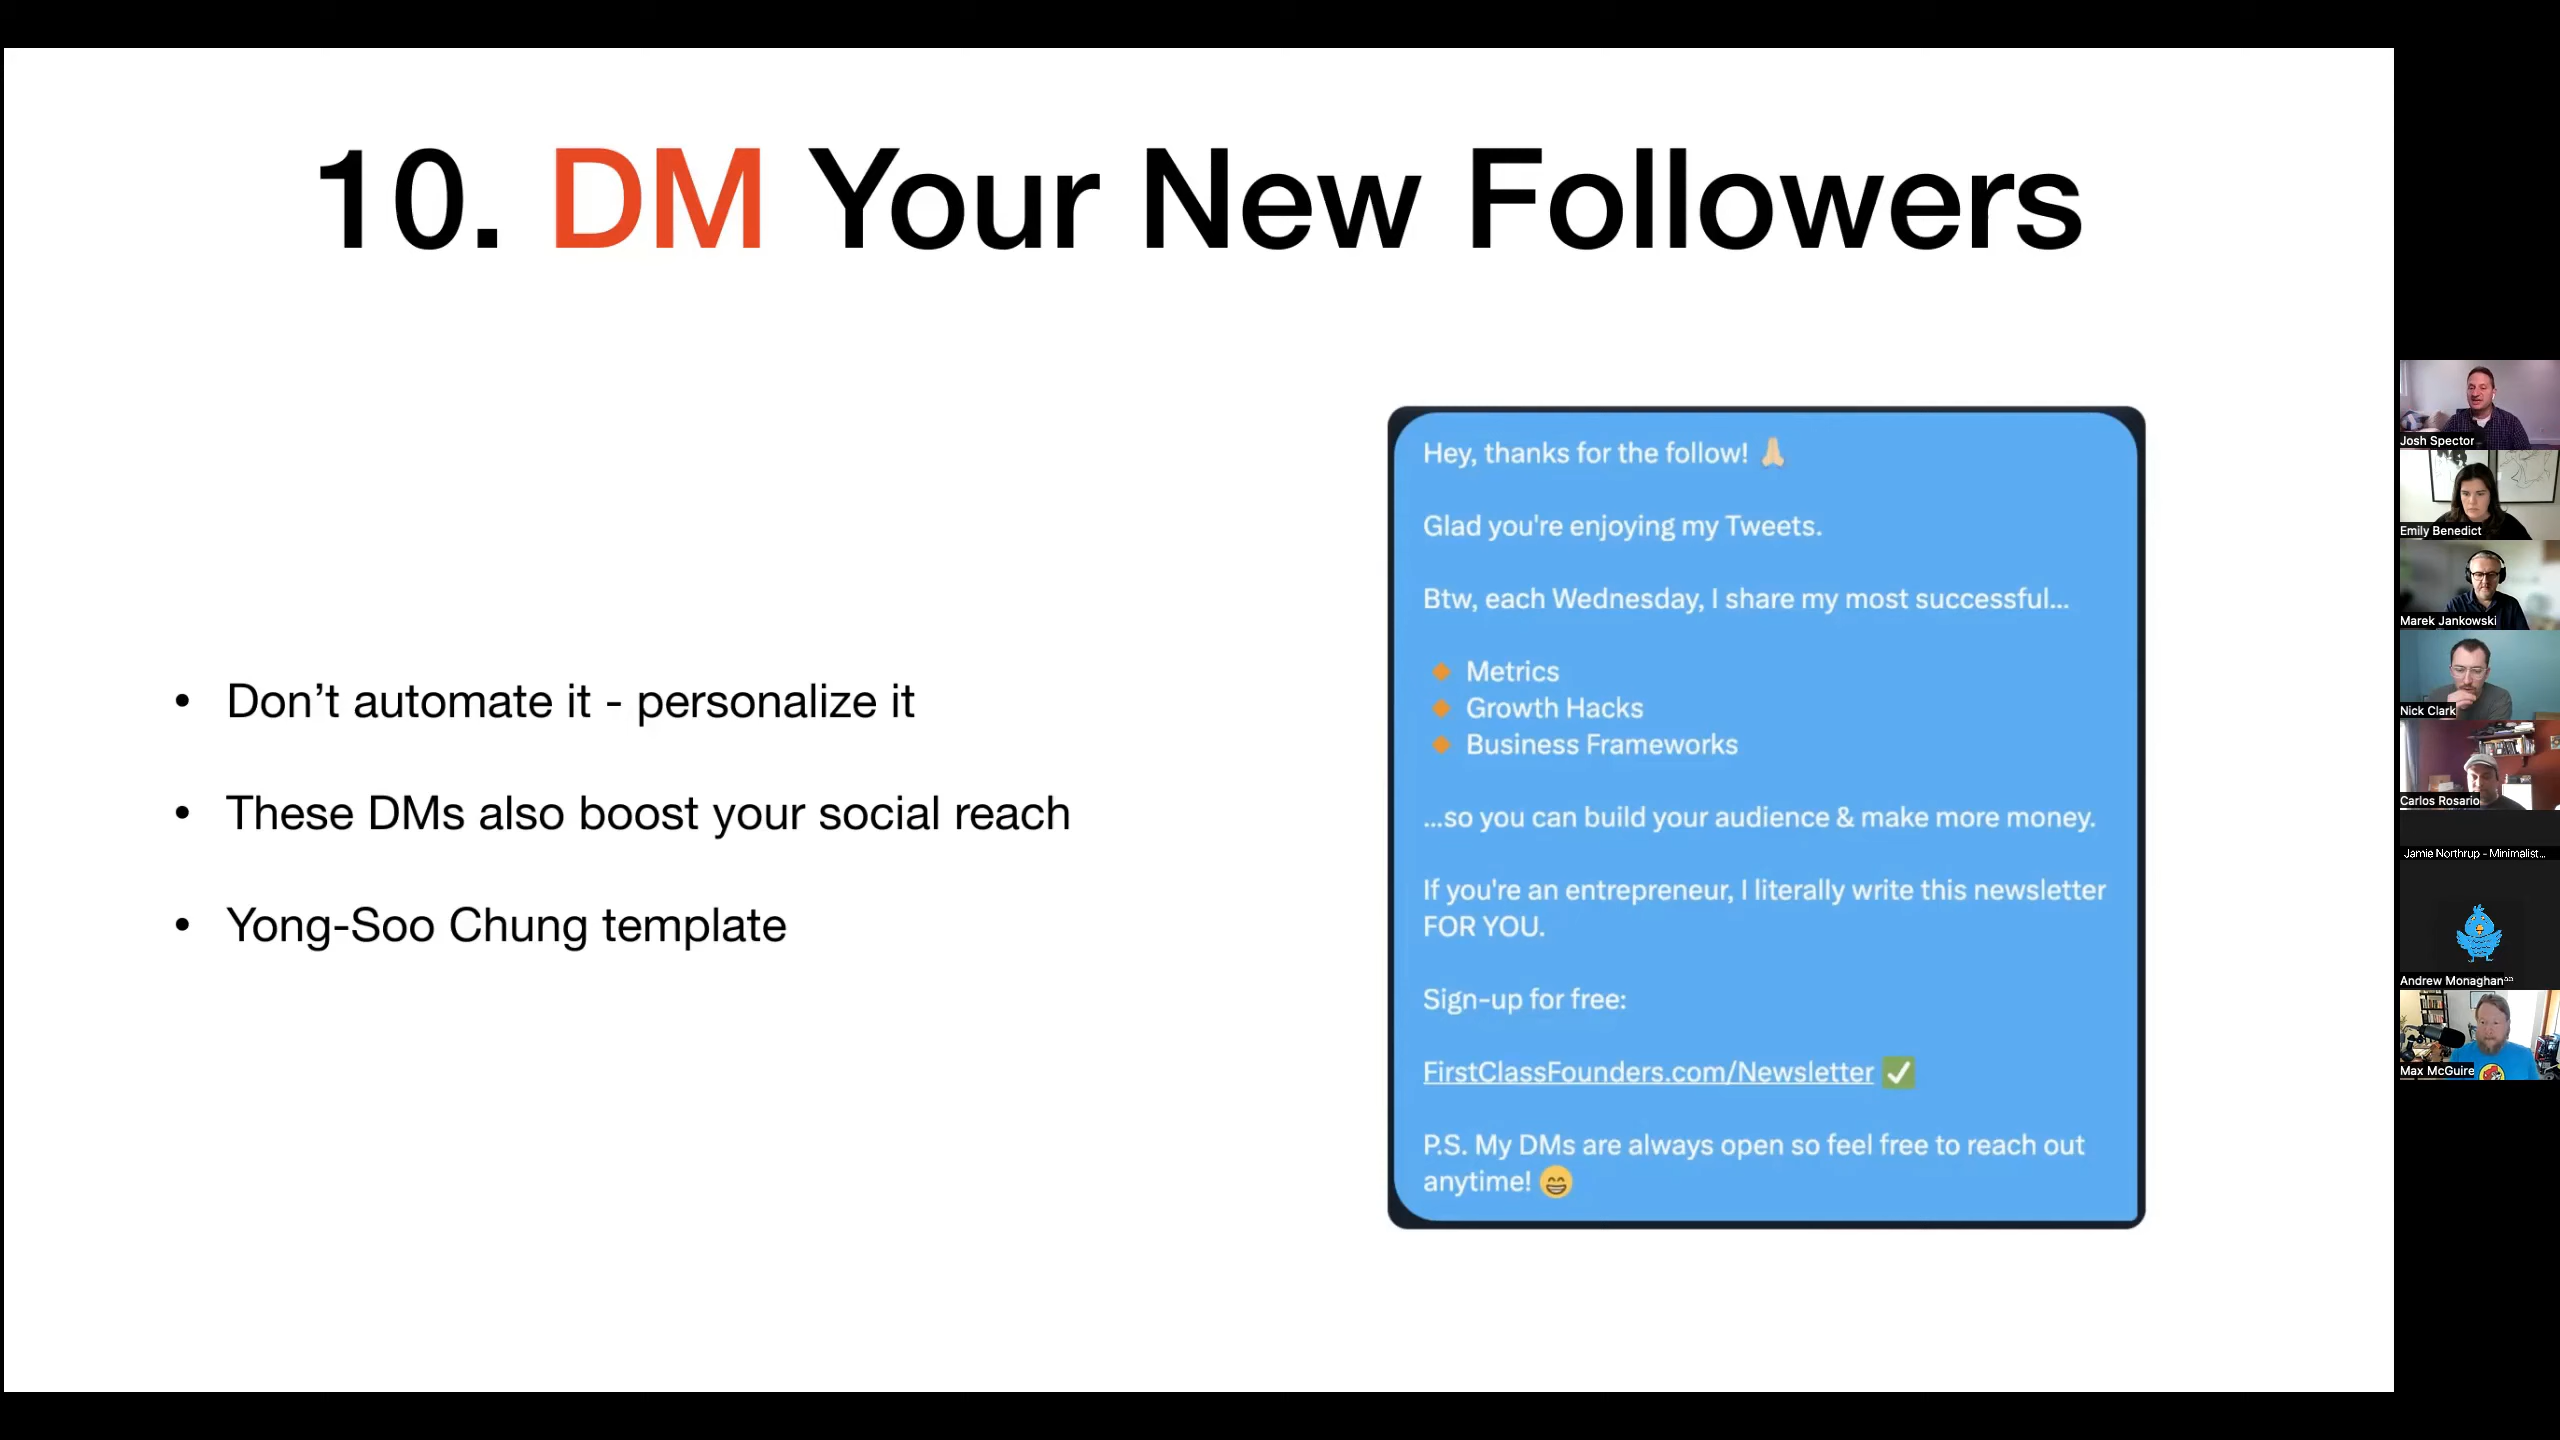 10. DM Your New Followers
• Don’t automate it - personalize it
• These DMs also boost your social reach
• Yong-Soo Chung template
Hey, thanks for the follow! 🙏🏼
Glad you're enjoying my Tweets.
Btw, each Wednesday, I share my most successful...
🔸 Metrics
🔸 Growth Hacks
🔸 Business Frameworks
...so you can build your audience & make more money.
If you're an entrepreneur, I literally write this newsletter
FOR YOU.
Sign-up for free:
FirstClassFounders.com/Newsletter ✅
P.S. My DMs are always open so feel free to reach out
anytime! 😄
Josh Spector
Emily Benedict
Marek Jankowski
Nick Clark
Carlos Rosario
Jamie Northrup - Minimalist...
Andrew Monaghan
Max McGuire